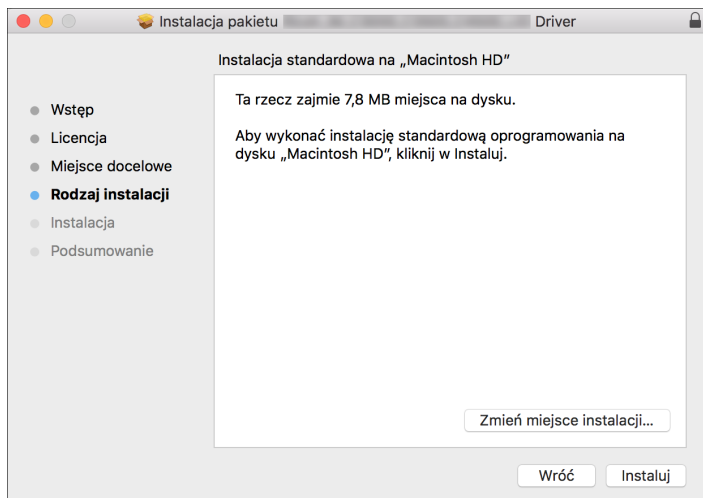 Instalacja pakietu Driver
Instalacja standardowa na „Macintosh HD”
Wstęp
Licencja
Miejsce docelowe
Rodzaj instalacji
Instalacja
Podsumowanie
Ta rzecz zajmie 7,8 MB miejsca na dysku.
Aby wykonać instalację standardową oprogramowania na
dysku „Macintosh HD”, kliknij w Instaluj.
Zmień miejsce instalacji...
Wróć
Instaluj